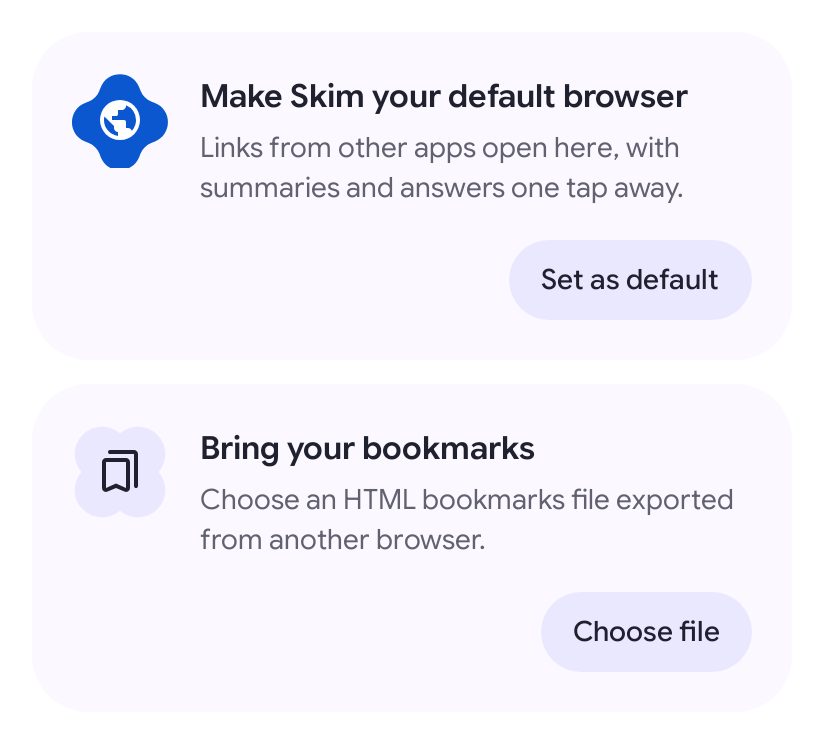 Make Skim your default browser
Links from other apps open here, with
summaries and answers one tap away.
Set as default
Bring your bookmarks
Choose an HTML bookmarks file exported
from another browser.
Choose file